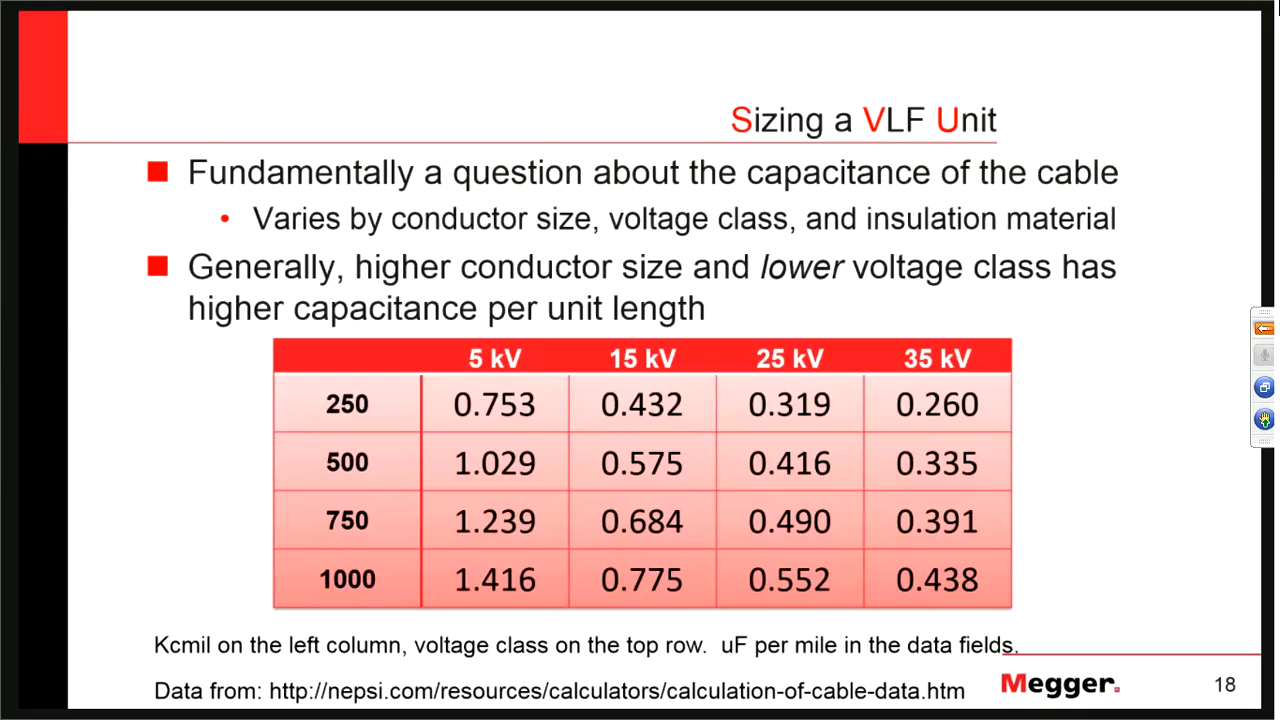 Sizing a VLF Unit
Fundamentally a question about the capacitance of the cable
Varies by conductor size, voltage class, and insulation material
Generally, higher conductor size and lower voltage class has
higher capacitance per unit length
5 kV 15 kV 25 kV 35 kV
250 0.753 0.432 0.319 0.260
500 1.029 0.575 0.416 0.335
750 1.239 0.684 0.490 0.391
1000 1.416 0.775 0.552 0.438
Kcmil on the left column, voltage class on the top row. uF per mile in the data fields.
Data from: http://nepsi.com/resources/calculators/calculation-of-cable-data.htm
Megger.
18